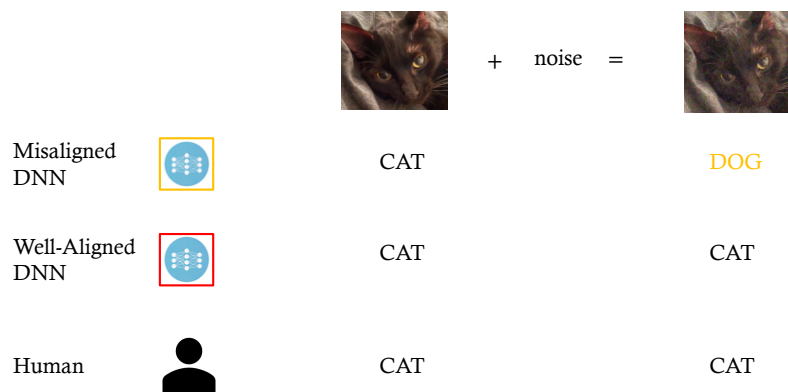 + noise =
Misaligned
DNN
CAT
DOG
Well-Aligned
DNN
CAT
CAT
Human
CAT
CAT